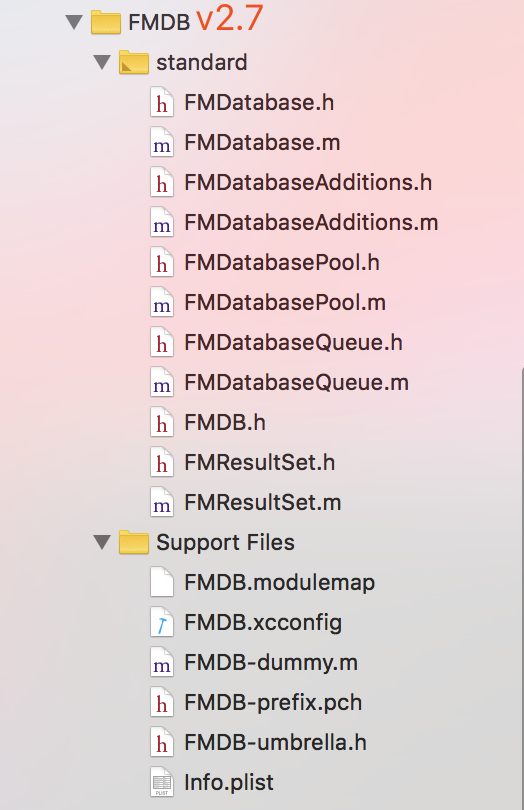 FMDB v2.7
standard
h FMDatabase.h
m FMDatabase.m
h FMDatabaseAdditions.h
m FMDatabaseAdditions.m
h FMDatabasePool.h
m FMDatabasePool.m
h FMDatabaseQueue.h
m FMDatabaseQueue.m
h FMDB.h
h FMResultSet.h
m FMResultSet.m
Support Files
FMDB.modulemap
FMDB.xcconfig
m FMDB-dummy.m
h FMDB-prefix.pch
h FMDB-umbrella.h
PLIST Info.plist